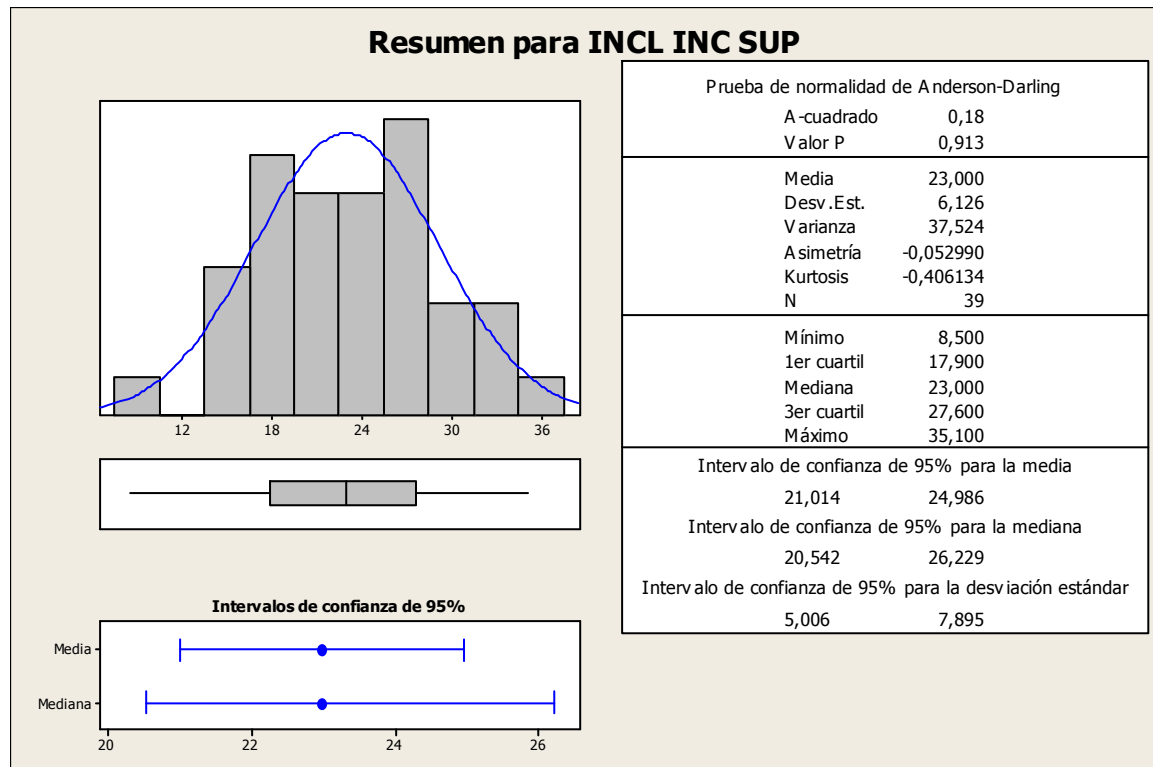 Resumen para INCL INC SUP
12 18 24 30 36
Intervalos de confianza de 95%
Media
Mediana
20 22 24 26
Prueba de normalidad de Anderson-Darling
A-cuadrado 0,18
Valor P 0,913
Media 23,000
Desv.Est. 6,126
Varianza 37,524
Asimetría -0,052990
Kurtosis -0,406134
N 39
Mínimo 8,500
1er cuartil 17,900
Mediana 23,000
3er cuartil 27,600
Máximo 35,100
Intervalo de confianza de 95% para la media
21,014 24,986
Intervalo de confianza de 95% para la mediana
20,542 26,229
Intervalo de confianza de 95% para la desviación estándar
5,006 7,895